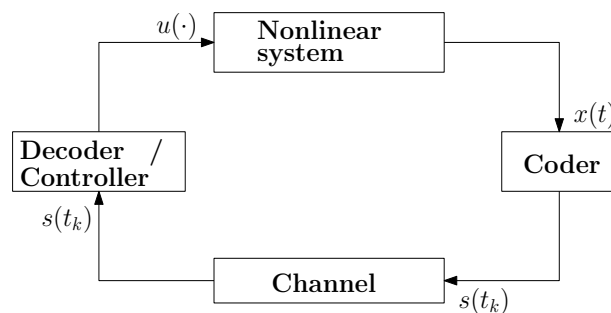 u(·)
Nonlinear
system
x(t)
Decoder /
Controller
Coder
s(t_k)
Channel
s(t_k)